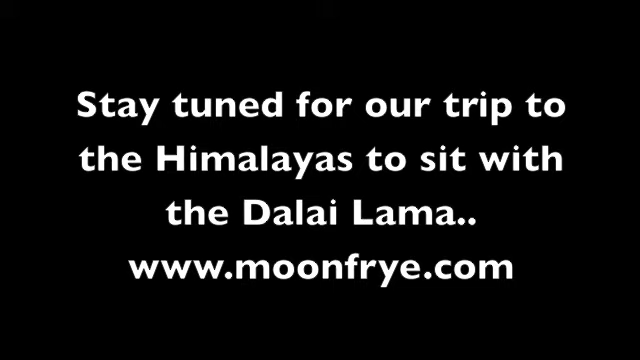 Stay tuned for our trip to
the Himalayas to sit with
the Dalai Lama..
www.moonfrye.com